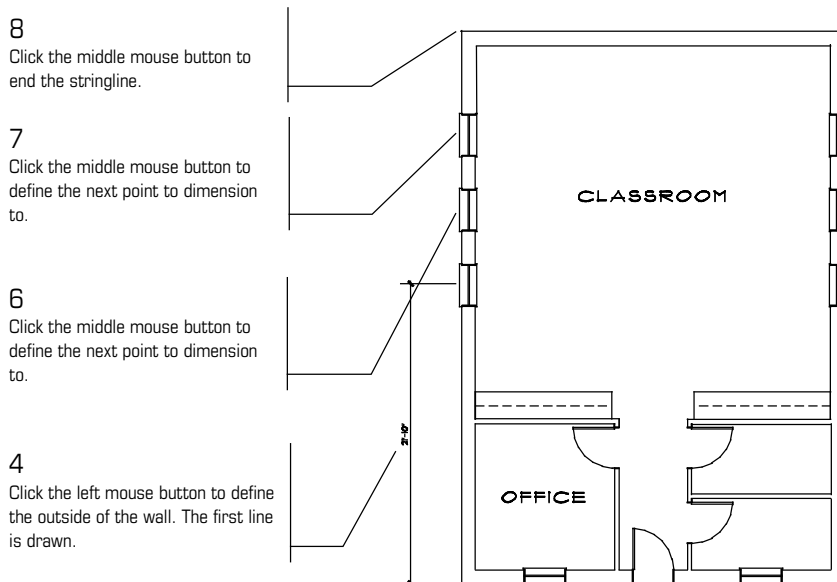 8
Click the middle mouse button to
end the stringline.
7
Click the middle mouse button to
define the next point to dimension
to.
6
Click the middle mouse button to
define the next point to dimension
to.
4
Click the left mouse button to define
the outside of the wall. The first line
is drawn.
CLASSROOM
OFFICE
21'-10"